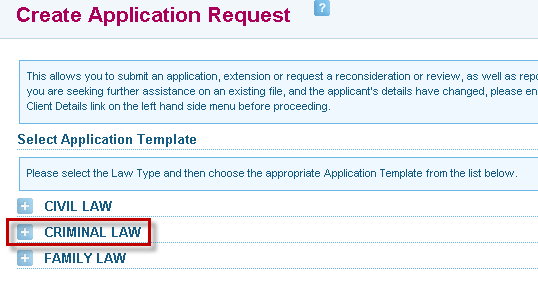 Create Application Request ?
This allows you to submit an application, extension or request a reconsideration or review, as well as
you are seeking further assistance on an existing file, and the applicant's details have changed, please
Client Details link on the left hand side menu before proceeding.
Select Application Template
Please select the Law Type and then choose the appropriate Application Template from the list below.
+ CIVIL LAW
+ CRIMINAL LAW
+ FAMILY LAW